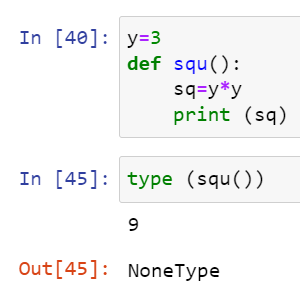 In [40]: y=3
def squ():
    sq=y*y
    print (sq)
In [45]: type (squ())
9
Out[45]: NoneType